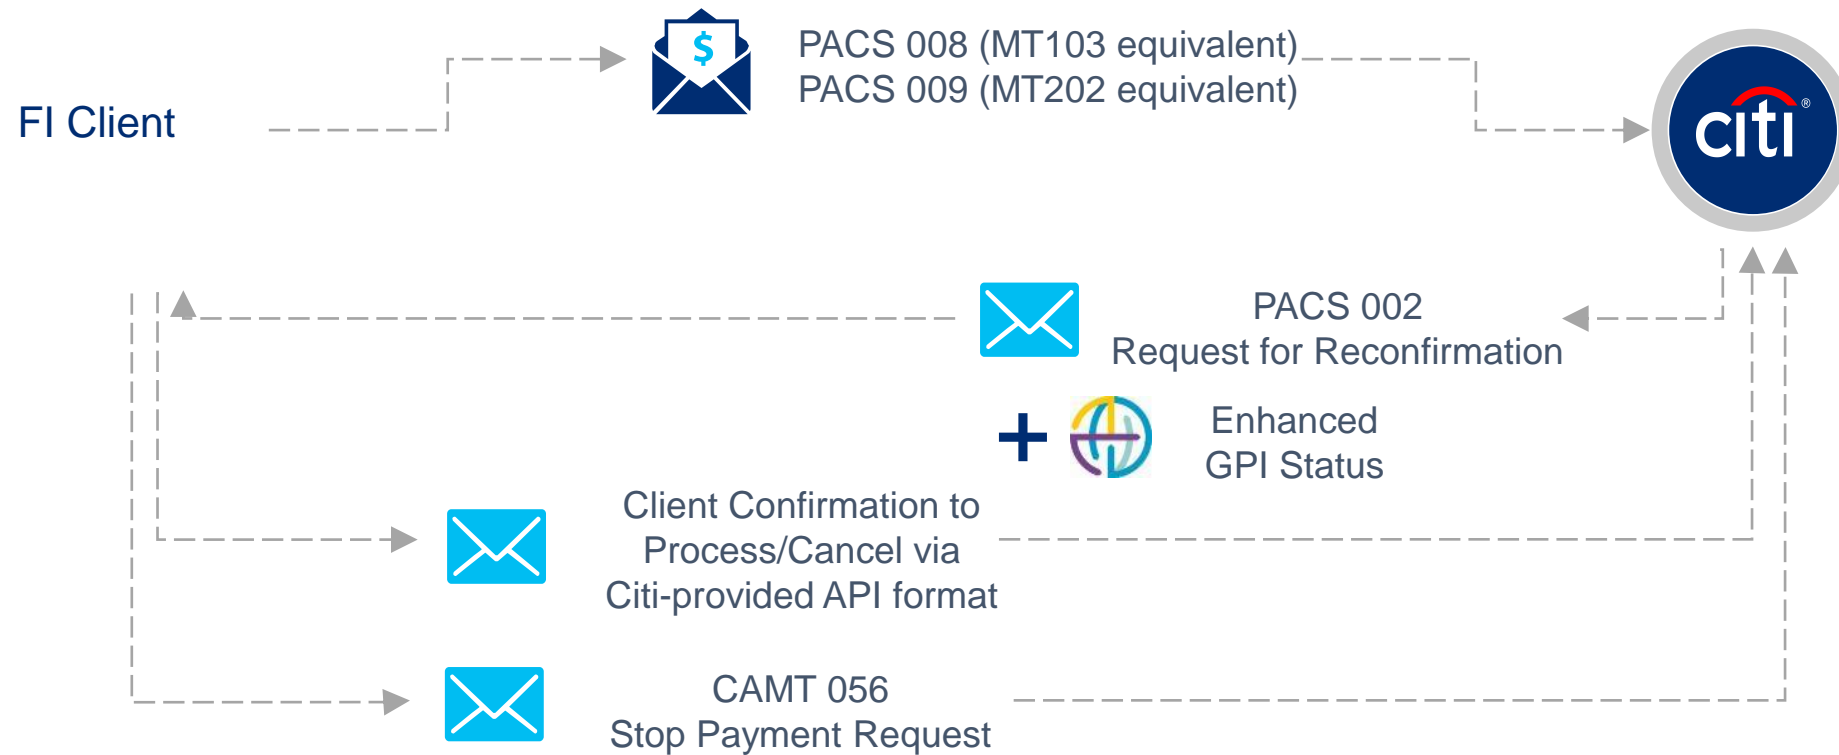 PACS 008 (MT103 equivalent)
PACS 009 (MT202 equivalent)
FI Client
citi®
$
PACS 002
Request for Reconfirmation
Enhanced
GPI Status
Client Confirmation to
Process/Cancel via
Citi-provided API format
CAMT 056
Stop Payment Request